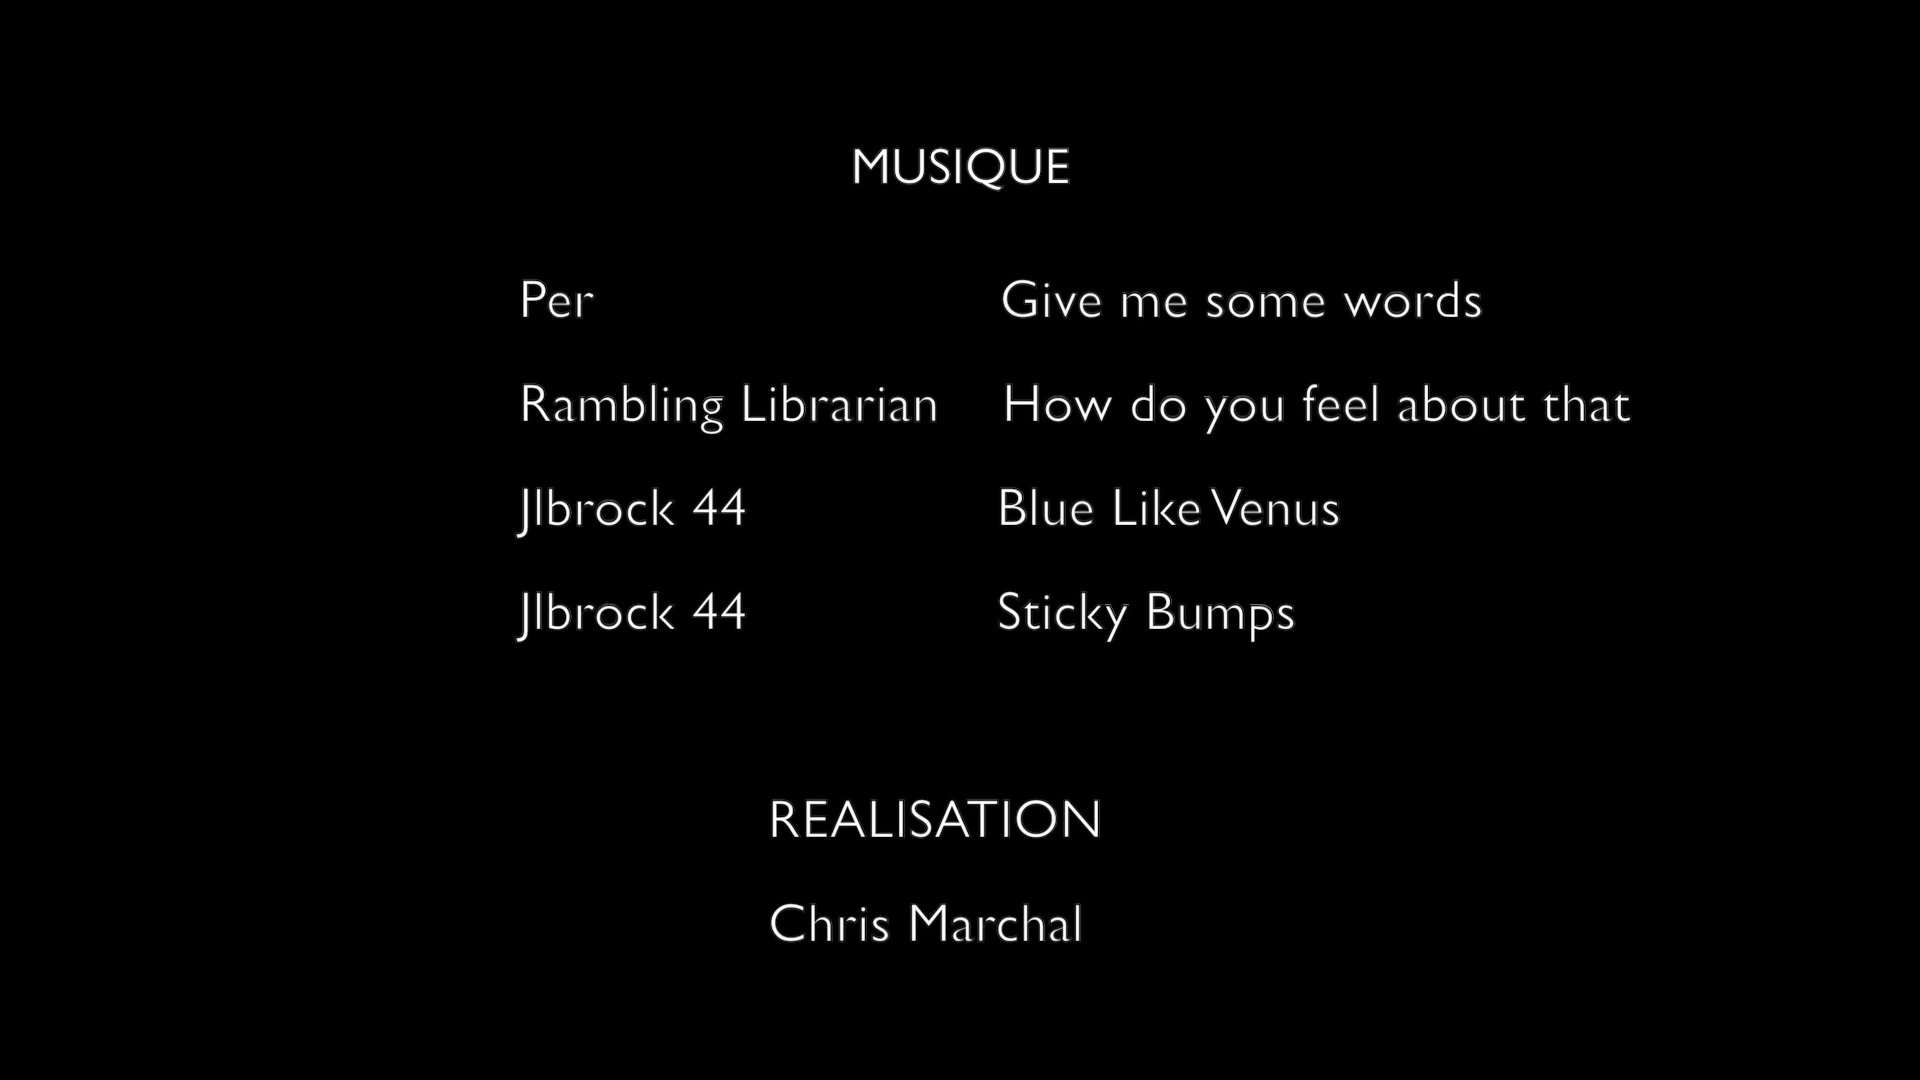 MUSIQUE
Per Give me some words
Rambling Librarian How do you feel about that
Jlbrock 44 Blue Like Venus
Jlbrock 44 Sticky Bumps
REALISATION
Chris Marchal